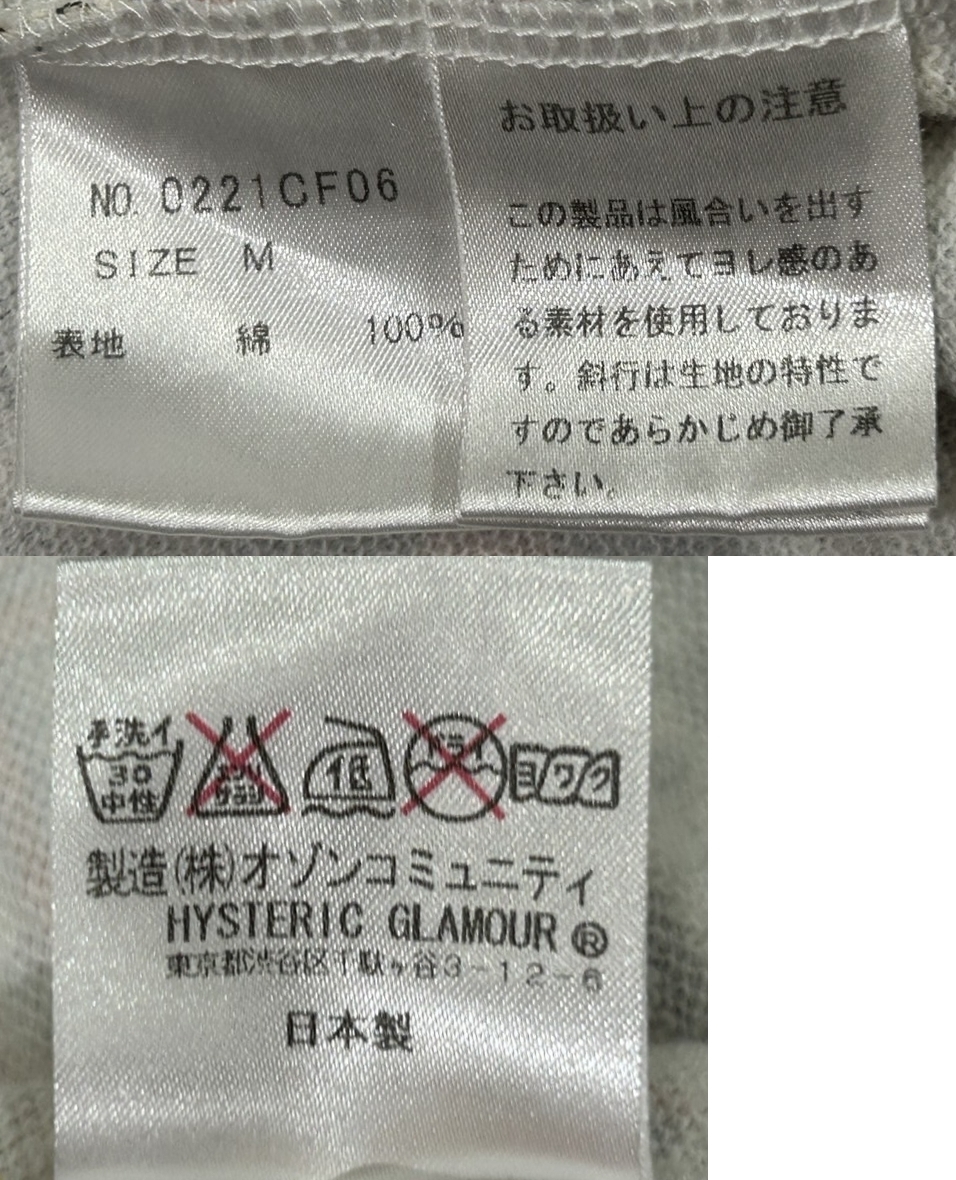 NO. 0221CF06
SIZE M
表地 綿 100%
お取扱い上の注意
この製品は風合いを出す
ためにあえてヨレ感のあ
る素材を使用しておりま
す。斜行は生地の特性で
すのであらかじめ御了承
下さい。
手洗イ
30
中性
エンソ
サラシ
低
ドライ
ヨワク
製造(株)オゾンコミュニティ
HYSTERIC GLAMOUR ®
東京都渋谷区千駄ヶ谷3-12-6
日本製